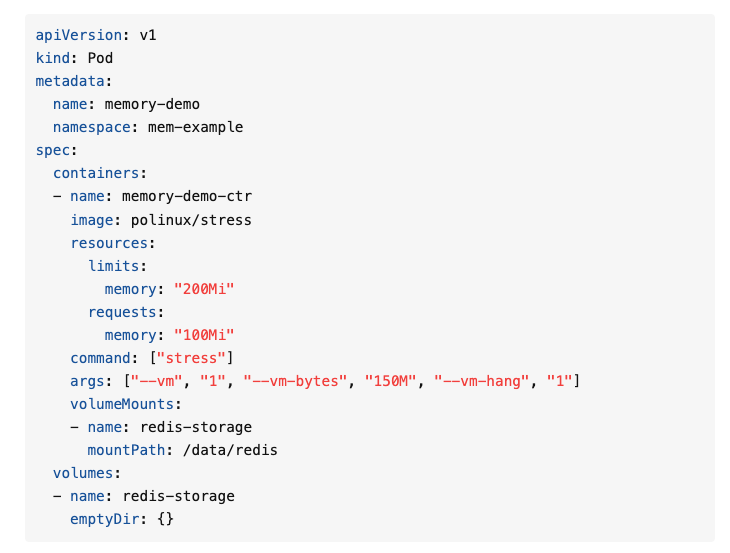 apiVersion: v1
kind: Pod
metadata:
  name: memory-demo
  namespace: mem-example
spec:
  containers:
  - name: memory-demo-ctr
    image: polinux/stress
    resources:
      limits:
        memory: "200Mi"
      requests:
        memory: "100Mi"
    command: ["stress"]
    args: ["--vm", "1", "--vm-bytes", "150M", "--vm-hang", "1"]
    volumeMounts:
    - name: redis-storage
      mountPath: /data/redis
  volumes:
  - name: redis-storage
    emptyDir: {}